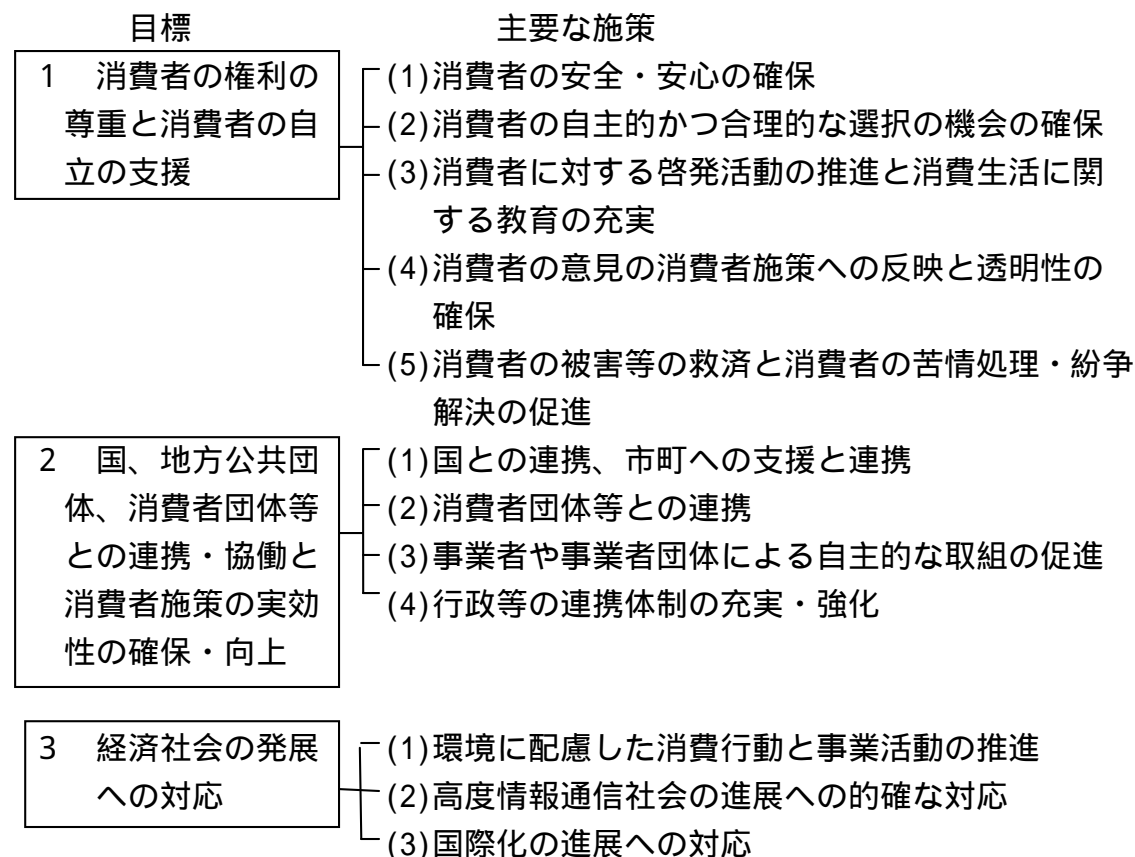 目標 主要な施策
1 消費者の権利の
尊重と消費者の自
立の支援
(1)消費者の安全・安心の確保
(2)消費者の自主的かつ合理的な選択の機会の確保
(3)消費者に対する啓発活動の推進と消費生活に関
する教育の充実
(4)消費者の意見の消費者施策への反映と透明性の
確保
(5)消費者の被害等の救済と消費者の苦情処理・紛争
解決の促進
2 国、地方公共団
体、消費者団体等
との連携・協働と
消費者施策の実効
性の確保・向上
(1)国との連携、市町への支援と連携
(2)消費者団体等との連携
(3)事業者や事業者団体による自主的な取組の促進
(4)行政等の連携体制の充実・強化
3 経済社会の発展
への対応
(1)環境に配慮した消費行動と事業活動の推進
(2)高度情報通信社会の進展への的確な対応
(3)国際化の進展への対応